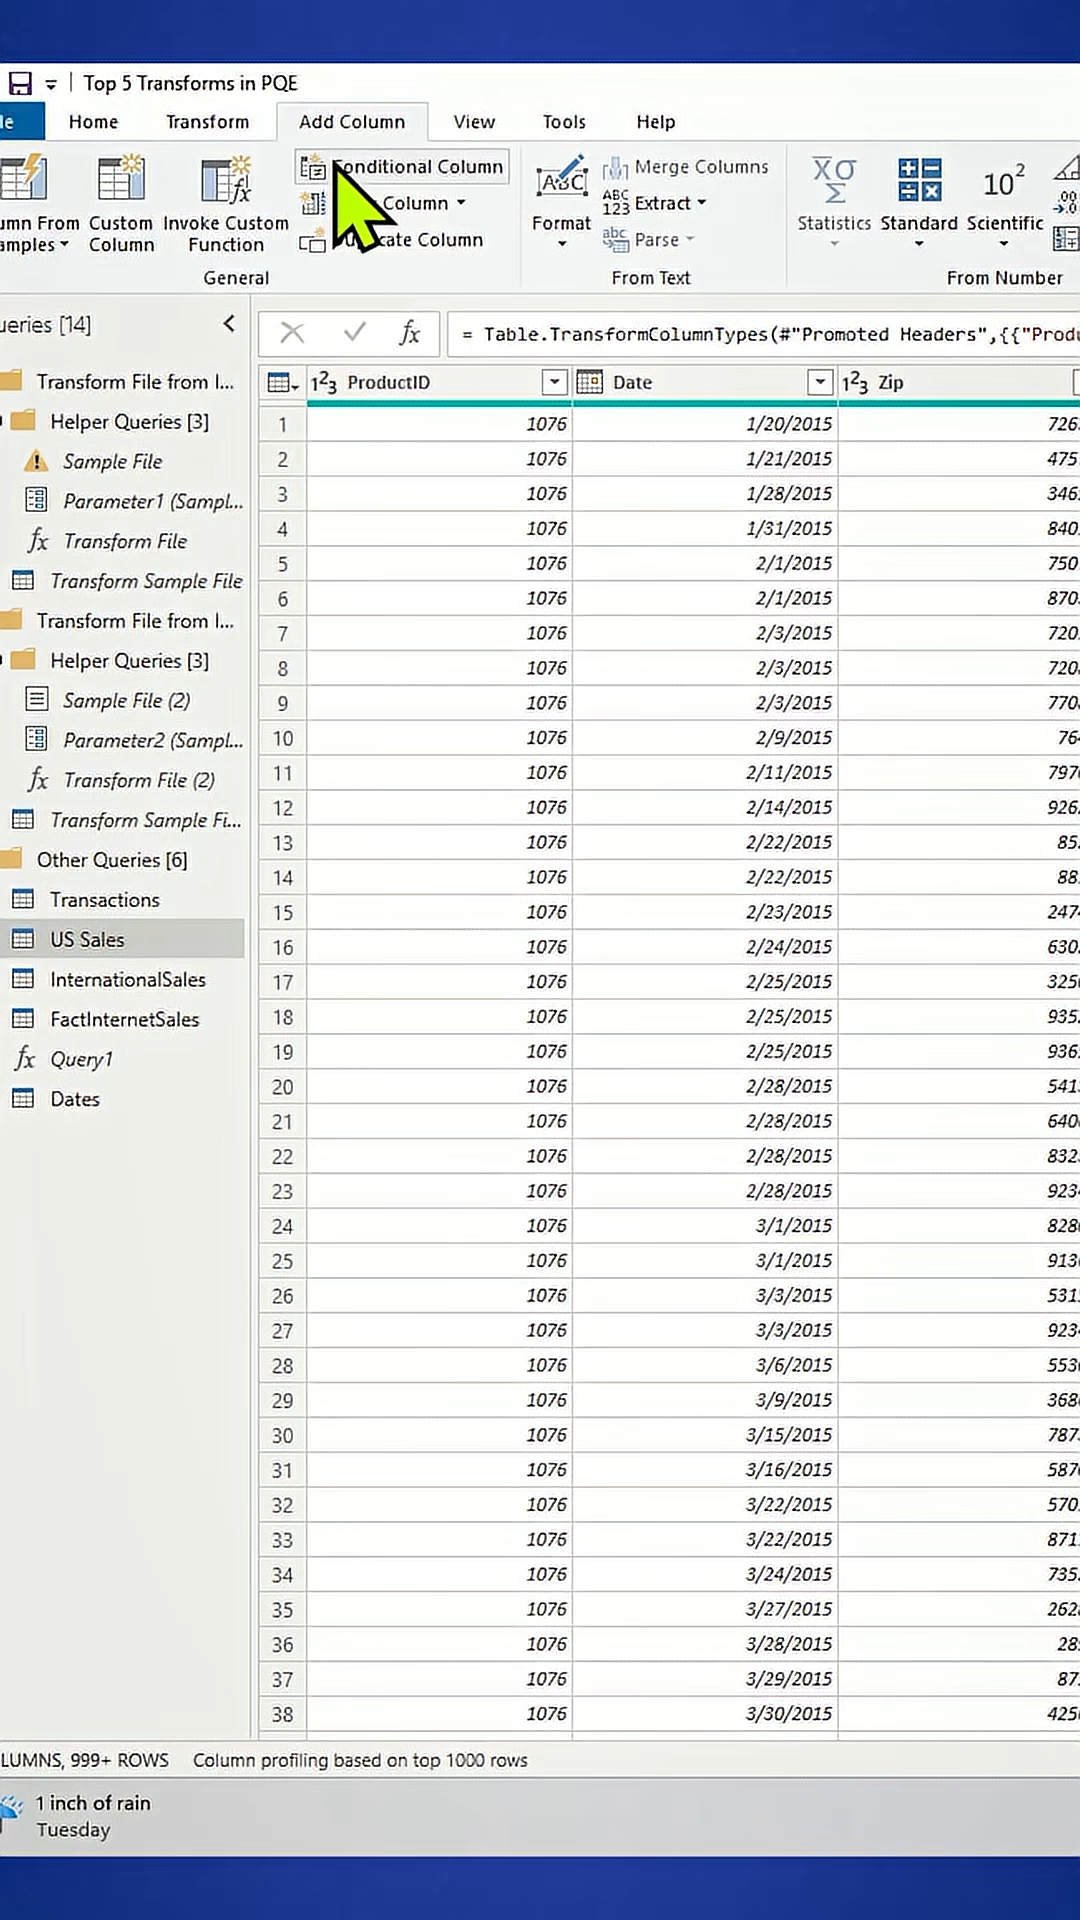 Top 5 Transforms in PQE
Home Transform Add Column View Tools Help
Custom Column
Invoke Custom Function
Column
General
Format
Merge Columns
ABC 123 Extract
abc Parse
From Text
Statistics
Standard
10² Scientific
From Number
[14]
= Table.TransformColumnTypes(#"Promoted Headers",{{"Produ
Transform File from I...
Helper Queries [3]
Sample File
Parameter1 (Sampl...
fx Transform File
Transform Sample File
Transform File from I...
Helper Queries [3]
Sample File (2)
Parameter2 (Sampl...
fx Transform File (2)
Transform Sample Fi...
Other Queries [6]
Transactions
US Sales
InternationalSales
FactInternetSales
fx Query1
Dates
1²3 ProductID Date 1²3 Zip
1 1076 1/20/2015
2 1076 1/21/2015
3 1076 1/28/2015
4 1076 1/31/2015
5 1076 2/1/2015
6 1076 2/1/2015
7 1076 2/3/2015
8 1076 2/3/2015
9 1076 2/3/2015
10 1076 2/9/2015
11 1076 2/11/2015
12 1076 2/14/2015
13 1076 2/22/2015
14 1076 2/22/2015
15 1076 2/23/2015
16 1076 2/24/2015
17 1076 2/25/2015
18 1076 2/25/2015
19 1076 2/25/2015
20 1076 2/28/2015
21 1076 2/28/2015
22 1076 2/28/2015
23 1076 2/28/2015
24 1076 3/1/2015
25 1076 3/1/2015
26 1076 3/3/2015
27 1076 3/3/2015
28 1076 3/6/2015
29 1076 3/9/2015
30 1076 3/15/2015
31 1076 3/16/2015
32 1076 3/22/2015
33 1076 3/22/2015
34 1076 3/24/2015
35 1076 3/27/2015
36 1076 3/28/2015
37 1076 3/29/2015
38 1076 3/30/2015
LUMNS, 999+ ROWS Column profiling based on top 1000 rows
1 inch of rain
Tuesday